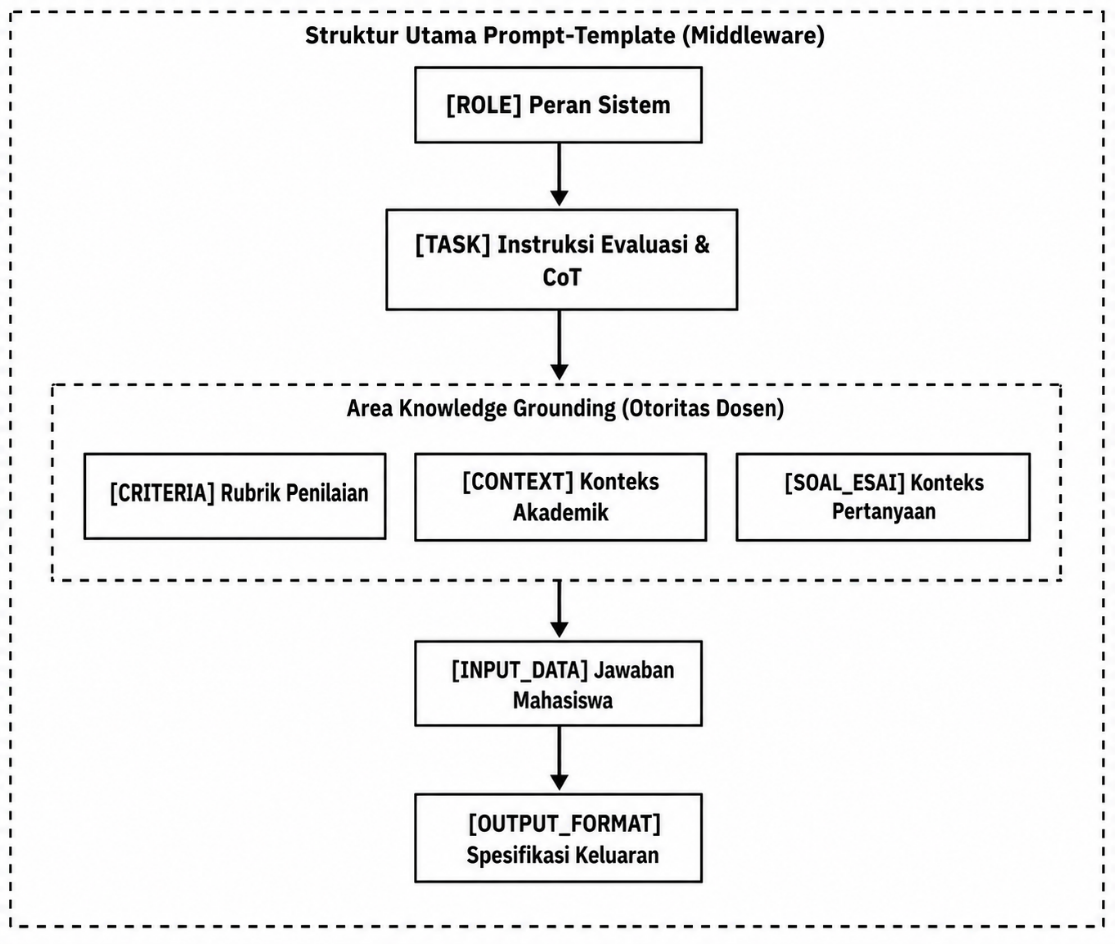 Struktur Utama Prompt-Template (Middleware)
[ROLE] Peran Sistem
[TASK] Instruksi Evaluasi &
CoT
Area Knowledge Grounding (Otoritas Dosen)
[CRITERIA] Rubrik Penilaian
[CONTEXT] Konteks
Akademik
[SOAL_ESAI] Konteks
Pertanyaan
[INPUT_DATA] Jawaban
Mahasiswa
[OUTPUT_FORMAT]
Spesifikasi Keluaran